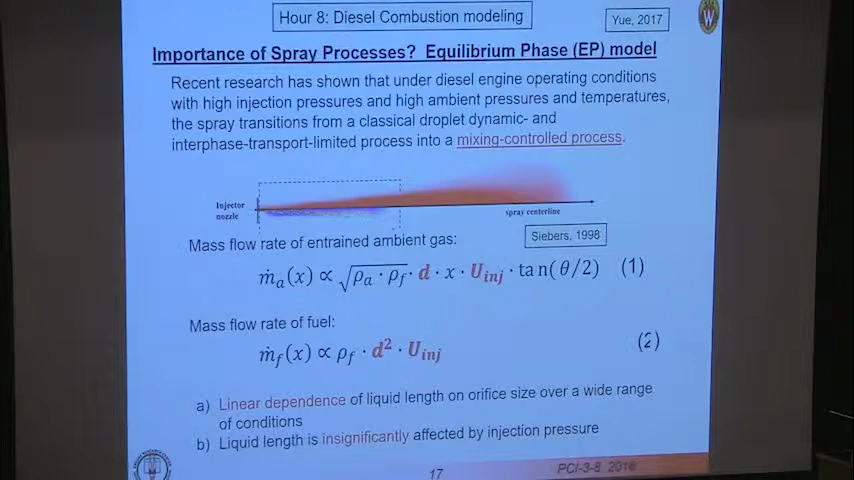 Hour 8: Diesel Combustion modeling
Yue, 2017
Importance of Spray Processes? Equilibrium Phase (EP) model
Recent research has shown that under diesel engine operating conditions
with high injection pressures and high ambient pressures and temperatures,
the spray transitions from a classical droplet dynamic- and
interphase-transport-limited process into a mixing-controlled process.
Injector
nozzle
spray centerline
Mass flow rate of entrained ambient gas:
Siebers, 1998
ṁₐ(x) ∝ √(ρₐ · ρ_f) · d · x · U_inj · tan(θ/2) (1)
Mass flow rate of fuel:
ṁ_f(x) ∝ ρ_f · d² · U_inj (2)
a) Linear dependence of liquid length on orifice size over a wide range
of conditions
b) Liquid length is insignificantly affected by injection pressure
17
PCI-3-8, 2018